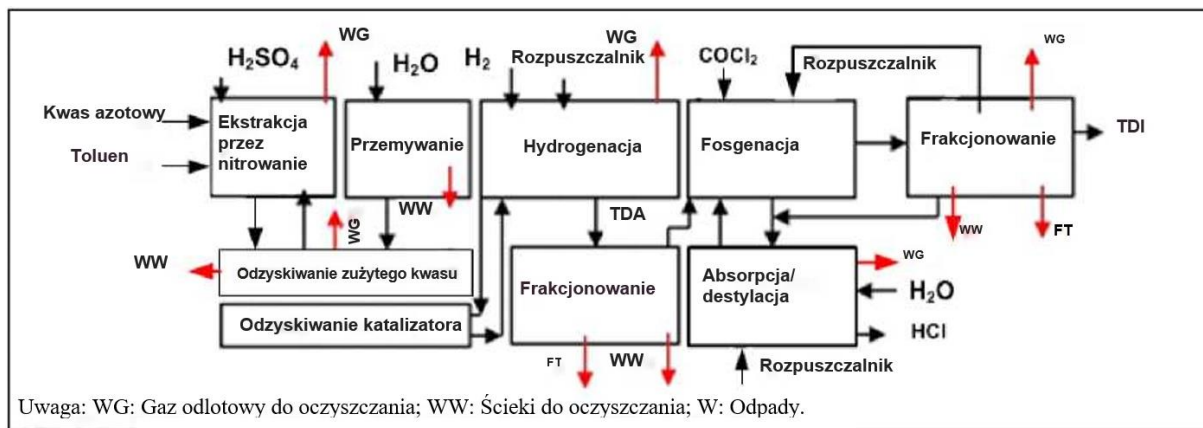 WG
WG
WG
H₂SO₄
H₂O
H₂
Rozpuszczalnik
COCl₂
Rozpuszczalnik
Kwas azotowy
Toluen
Ekstrakcja
przez
nitrowanie
Przemywanie
Hydrogenacja
Fosgenacja
Frakcjonowanie
TDI
WW
WG
TDA
WW
FT
WW
Odzyskiwanie zużytego kwasu
Odzyskiwanie katalizatora
Frakcjonowanie
Absorpcja/
destylacja
WG
H₂O
HCl
FT
WW
Rozpuszczalnik
Uwaga: WG: Gaz odlotowy do oczyszczania; WW: Ścieki do oczyszczania; W: Odpady.